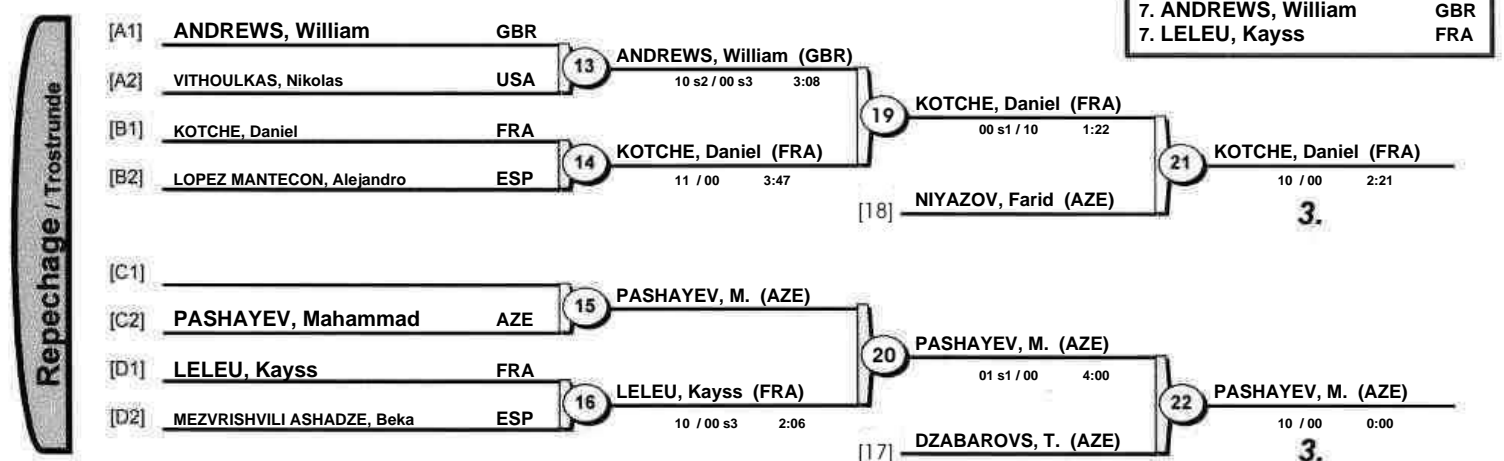 7. ANDREWS, William GBR
7. LELEU, Kayss FRA
Repechage / Trostrunde
[A1] ANDREWS, William GBR
13 ANDREWS, William (GBR)
[A2] VITHOULKAS, Nikolas USA
10 s2 / 00 s3 3:08
19 KOTCHE, Daniel (FRA)
00 s1 / 10 1:22
[B1] KOTCHE, Daniel FRA
14 KOTCHE, Daniel (FRA)
[B2] LOPEZ MANTECON, Alejandro ESP
11 / 00 3:47
21 KOTCHE, Daniel (FRA)
10 / 00 2:21
[18] NIYAZOV, Farid (AZE)
3.
[C1]
15 PASHAYEV, M. (AZE)
[C2] PASHAYEV, Mahammad AZE
20 PASHAYEV, M. (AZE)
01 s1 / 00 4:00
[D1] LELEU, Kayss FRA
16 LELEU, Kayss (FRA)
[D2] MEZVRISHVILI ASHADZE, Beka ESP
10 / 00 s3 2:06
22 PASHAYEV, M. (AZE)
10 / 00 0:00
[17] DZABAROVS, T. (AZE)
3.